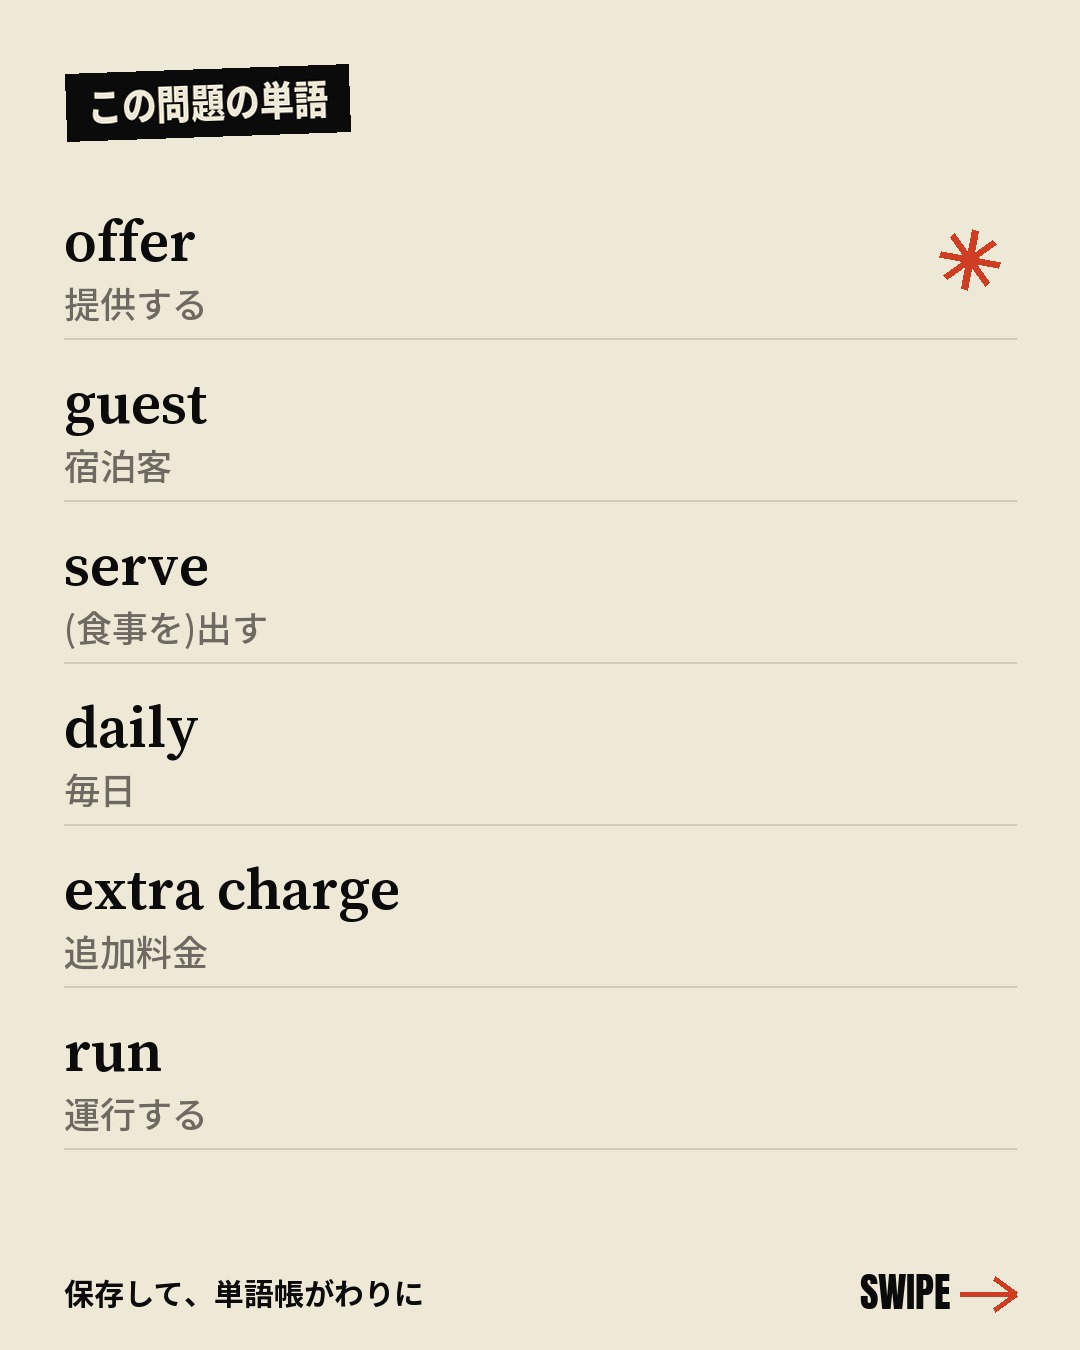 この問題の単語
offer
提供する
guest
宿泊客
serve
(食事を)出す
daily
毎日
extra charge
追加料金
run
運行する
保存して、単語帳がわりに
SWIPE